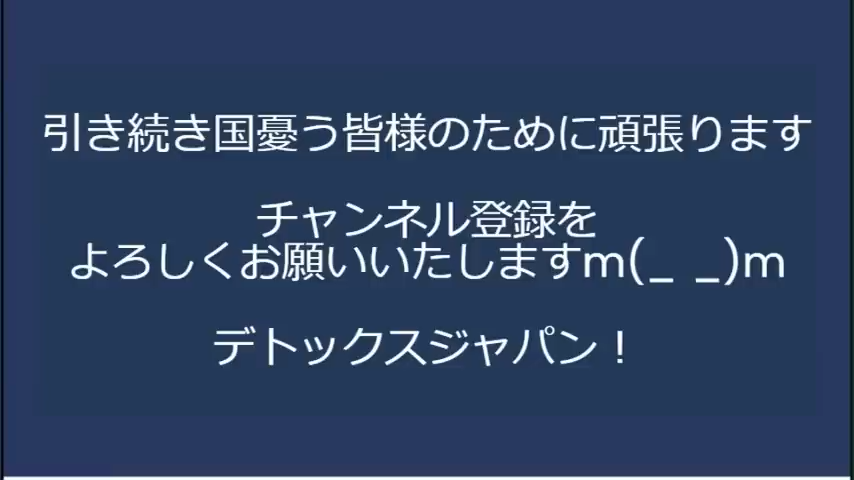 引き続き国憂う皆様のために頑張ります
チャンネル登録を
よろしくお願いいたしますm(_ _)m
デトックスジャパン！